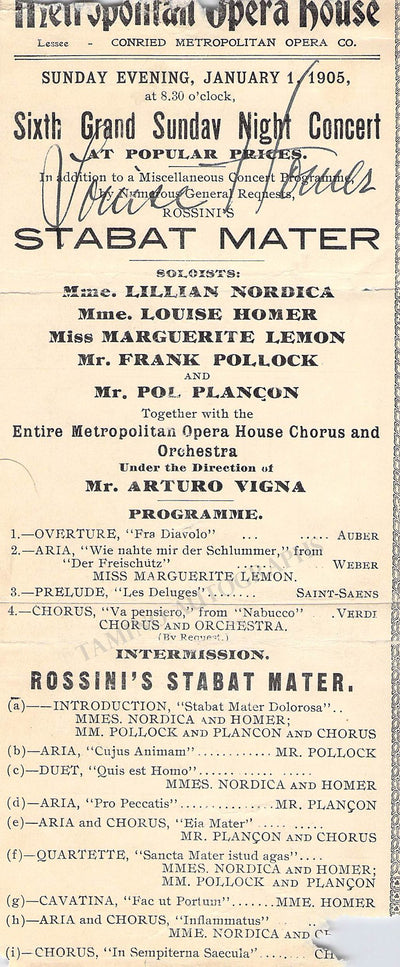 Metropolitan Opera House
Lessee - CONRIED METROPOLITAN OPERA CO.
SUNDAY EVENING, JANUARY 1, 1905,
at 8.30 o'clock,
Sixth Grand Sunday Night Concert
AT POPULAR PRICES.
In addition to a Miscellaneous Concert Programme,
by Numerous General Requests,
Louise Homer
ROSSINI'S
STABAT MATER
SOLOISTS:
Mme. LILLIAN NORDICA
Mme. LOUISE HOMER
Miss MARGUERITE LEMON
Mr. FRANK POLLOCK
AND
Mr. POL PLANÇON
Together with the
Entire Metropolitan Opera House Chorus and
Orchestra
Under the Direction of
Mr. ARTURO VIGNA
PROGRAMME.
1.—OVERTURE, "Fra Diavolo" ... ..... AUBER
2.—ARIA, "Wie nahte mir der Schlummer," from
"Der Freischütz" ..... WEBER
MISS MARGUERITE LEMON.
3.—PRELUDE, "Les Deluges"...... SAINT-SAENS
4.—CHORUS, "Va pensiero," from "Nabucco" .VERDI
CHORUS AND ORCHESTRA.
(By Request.)
TAMINO AUTOGRAPHS
INTERMISSION.
ROSSINI'S STABAT MATER.
(a)——INTRODUCTION, "Stabat Mater Dolorosa"..
MMES. NORDICA AND HOMER;
MM. POLLOCK AND PLANCON AND CHORUS
(b)—ARIA, "Cujus Animam"........... MR. POLLOCK
(c)—DUET, "Quis est Homo"..... ..... .....
MMES. NORDICA AND HOMER
(d)—ARIA, "Pro Peccatis"..............MR. PLANÇON
(e)—ARIA and CHORUS, "Eia Mater" ..... ......
MR. PLANÇON AND CHORUS
(f)—QUARTETTE, "Sancta Mater istud agas"....
MMES. NORDICA AND HOMER;
MM. POLLOCK AND PLANÇON
(g)—CAVATINA, "Fac ut Portum".......MME. HOMER
(h)—ARIA and CHORUS, "Inflammatus" .. ..
MME. NORDICA AND CH
(i)—CHORUS, "In Sempiterna Saecula"..... CH